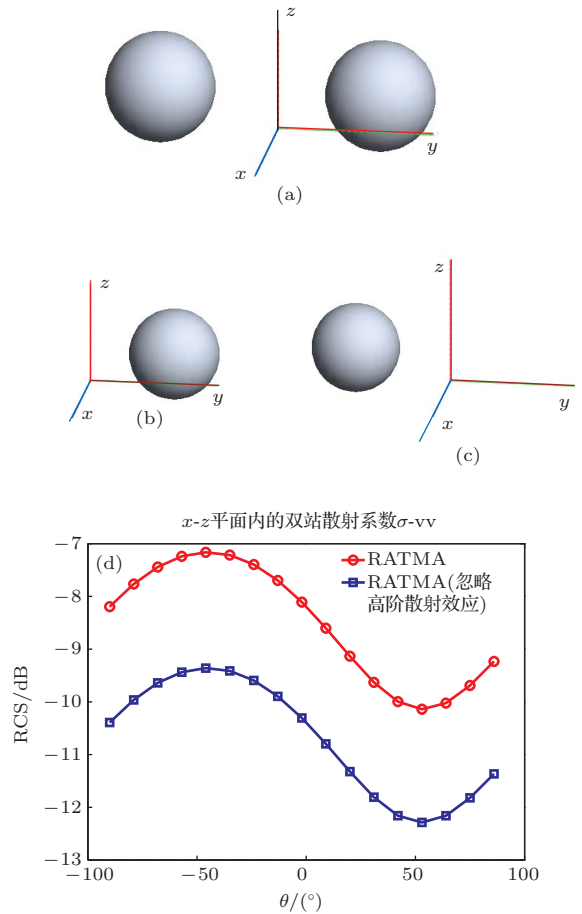 z
y
x
(a)
z
y
x
(b)
z
y
x
(c)
x-z平面内的双站散射系数σ-vv
(d)
RATMA
RATMA(忽略
高阶散射效应)
RCS/dB
−7
−8
−9
−10
−11
−12
−13
−100
−50
0
50
100
θ/(°)